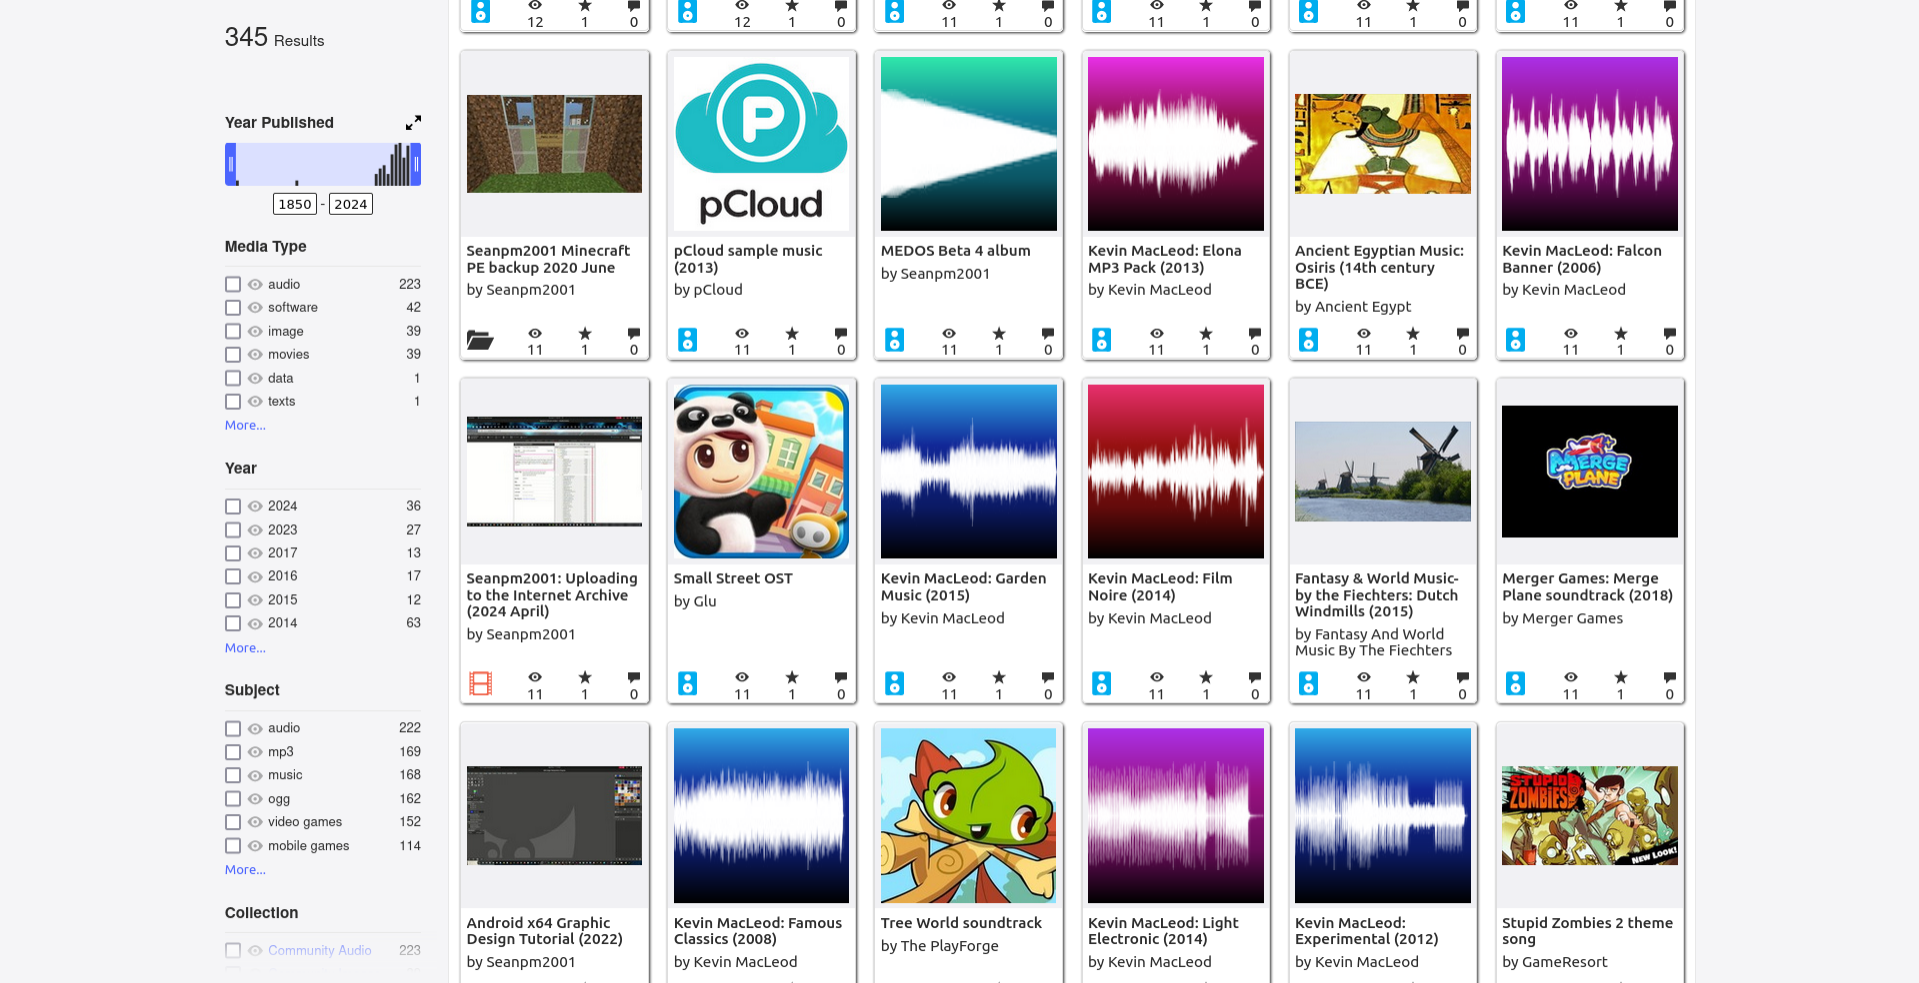 345 Results
Year Published
1850 - 2024
Media Type
audio 223
software 42
image 39
movies 39
data 1
texts 1
More...
Year
2024 36
2023 27
2017 13
2016 17
2015 12
2014 63
More...
Subject
audio 222
mp3 169
music 168
ogg 162
video games 152
mobile games 114
More...
Collection
Community Audio 223
12 1 0
12 1 0
11 1 0
11 1 0
11 1 0
11 1 0
Seanpm2001 Minecraft
PE backup 2020 June
by Seanpm2001
11 1 0
P
pCloud
pCloud sample music
(2013)
by pCloud
11 1 0
MEDOS Beta 4 album
by Seanpm2001
11 1 0
Kevin MacLeod: Elona
MP3 Pack (2013)
by Kevin MacLeod
11 1 0
Ancient Egyptian Music:
Osiris (14th century
BCE)
by Ancient Egypt
11 1 0
Kevin MacLeod: Falcon
Banner (2006)
by Kevin MacLeod
11 1 0
Seanpm2001: Uploading
to the Internet Archive
(2024 April)
by Seanpm2001
11 1 0
Small Street OST
by Glu
11 1 0
Kevin MacLeod: Garden
Music (2015)
by Kevin MacLeod
11 1 0
Kevin MacLeod: Film
Noire (2014)
by Kevin MacLeod
11 1 0
Fantasy & World Music-
by the Fiechters: Dutch
Windmills (2015)
by Fantasy And World
Music By The Fiechters
11 1 0
MERGE
PLANE
Merger Games: Merge
Plane soundtrack (2018)
by Merger Games
11 1 0
Android x64 Graphic
Design Tutorial (2022)
by Seanpm2001
Kevin MacLeod: Famous
Classics (2008)
by Kevin MacLeod
Tree World soundtrack
by The PlayForge
Kevin MacLeod: Light
Electronic (2014)
by Kevin MacLeod
Kevin MacLeod:
Experimental (2012)
by Kevin MacLeod
STUPID
ZOMBIES
NEW LOOK!
Stupid Zombies 2 theme
song
by GameResort